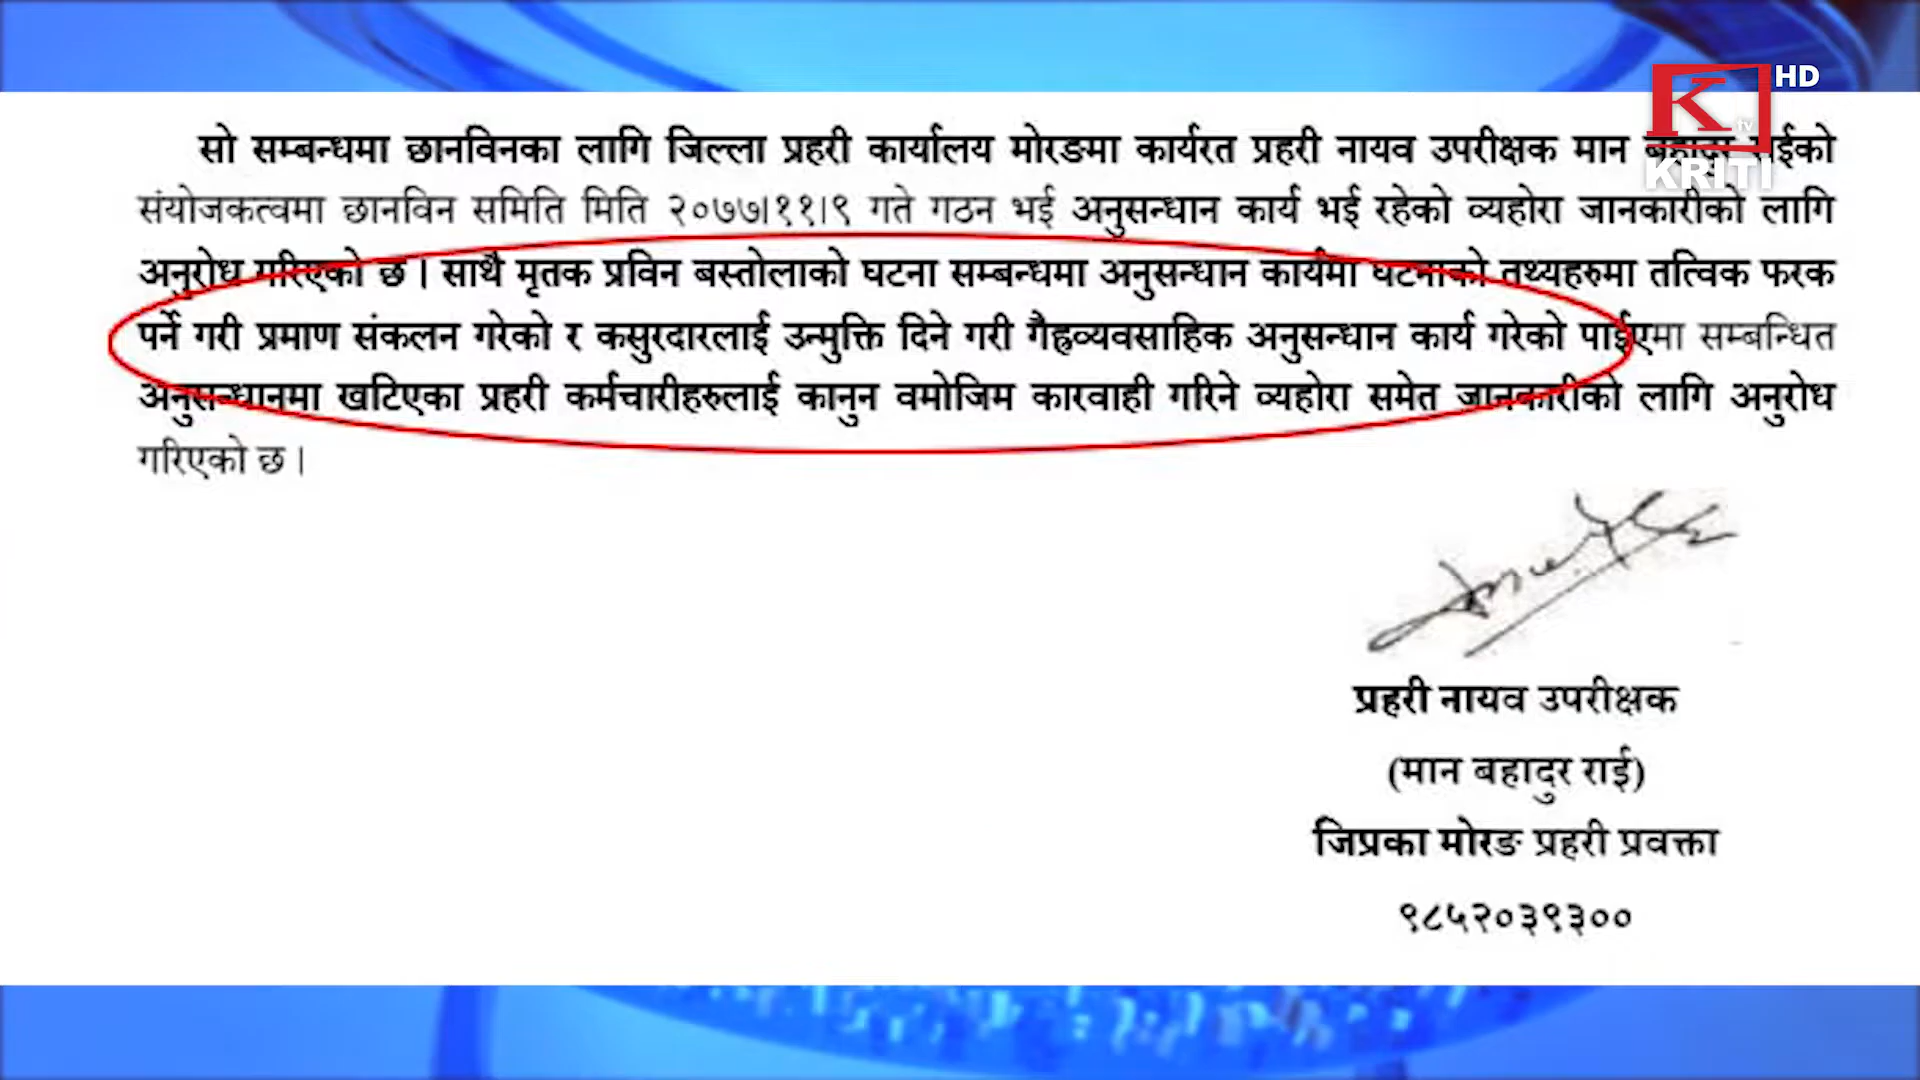 HD
K tv
KRITI
सो सम्बन्धमा छानविनका लागि जिल्ला प्रहरी कार्यालय मोरङमा कार्यरत प्रहरी नायव उपरीक्षक मान बहादुर राईको
संयोजकत्वमा छानविन समिति मिति २०७७।११।९ गते गठन भई अनुसन्धान कार्य भई रहेको व्यहोरा जानकारीको लागि
अनुरोध गरिएको छ । साथै मृतक प्रविन बस्तोलाको घटना सम्बन्धमा अनुसन्धान कार्यमा घटनाको तथ्यहरुमा तत्विक फरक
पर्ने गरी प्रमाण संकलन गरेको र कसुरदारलाई उन्मुक्ति दिने गरी गैह्रव्यवसाहिक अनुसन्धान कार्य गरेको पाईएमा सम्बन्धित
अनुसन्धानमा खटिएका प्रहरी कर्मचारीहरुलाई कानुन वमोजिम कारवाही गरिने व्यहोरा समेत जानकारीको लागि अनुरोध
गरिएको छ ।
प्रहरी नायव उपरीक्षक
(मान बहादुर राई)
जिप्रका मोरङ प्रहरी प्रवक्ता
९८५२०३९३००